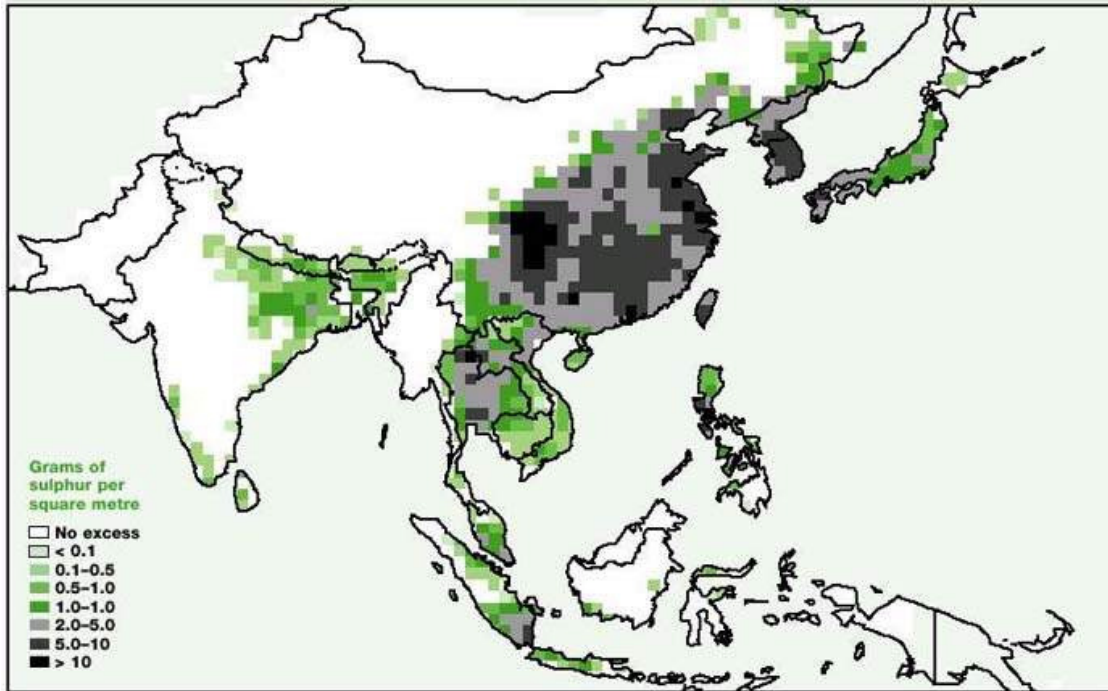 Grams of
sulphur per
square metre
No excess
< 0.1
0.1–0.5
0.5–1.0
1.0–1.0
2.0–5.0
5.0–10
> 10